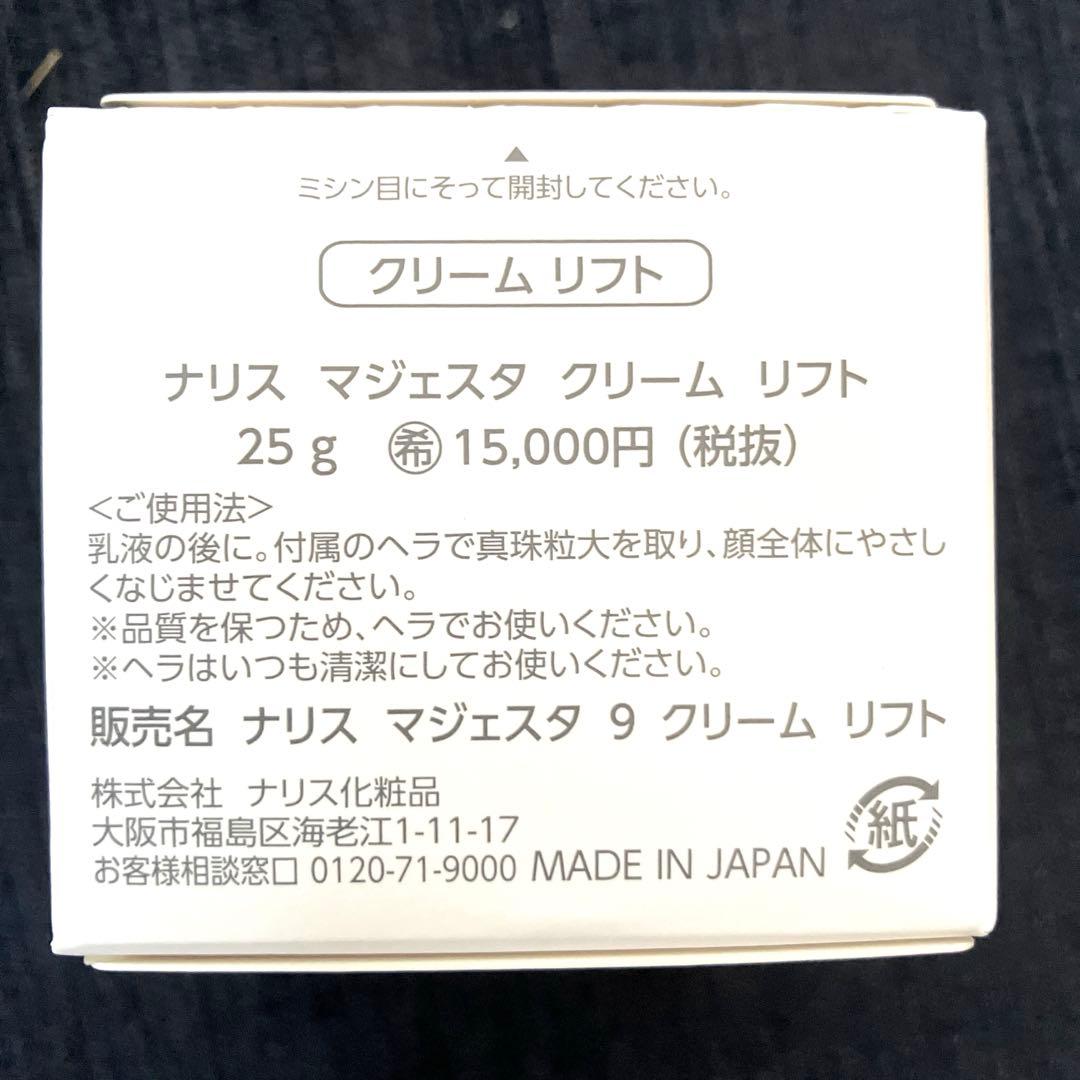 ▲
ミシン目にそって開封してください。
クリーム リフト
ナリス マジェスタ クリーム リフト
25g ㊙希 15,000円(税抜)
<ご使用法>
乳液の後に。付属のヘラで真珠粒大を取り、顔全体にやさし
くなじませてください。
※品質を保つため、ヘラでお使いください。
※ヘラはいつも清潔にしてお使いください。
販売名 ナリス マジェスタ 9 クリーム リフト
株式会社 ナリス化粧品
大阪市福島区海老江1-11-17
お客様相談窓口 0120-71-9000 MADE IN JAPAN
紙